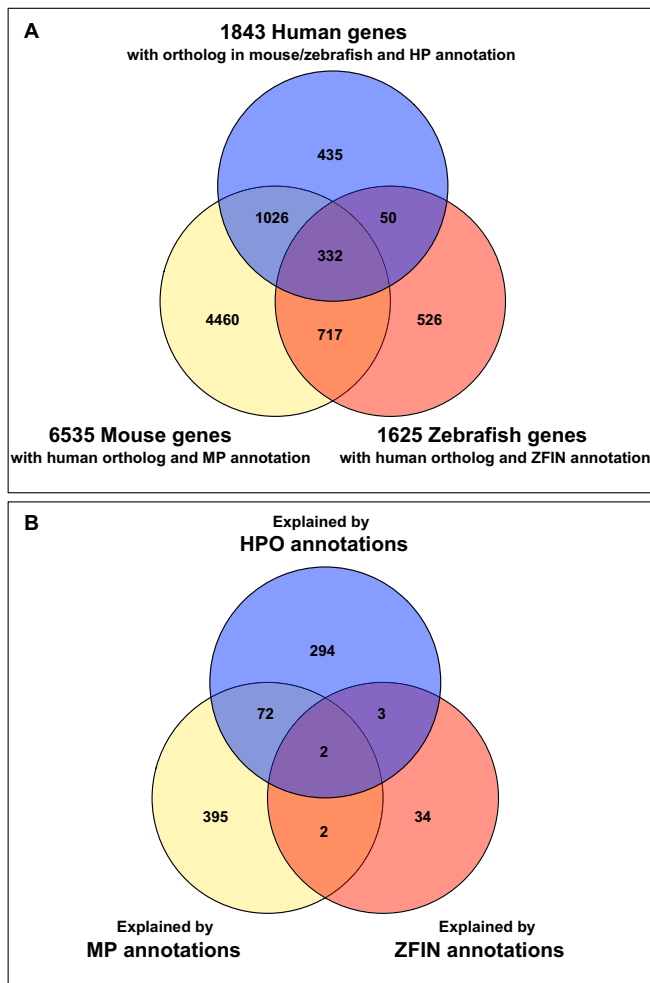 A
1843 Human genes
with ortholog in mouse/zebrafish and HP annotation
435
1026
50
332
4460
717
526
6535 Mouse genes
with human ortholog and MP annotation
1625 Zebrafish genes
with human ortholog and ZFIN annotation
B
Explained by
HPO annotations
294
72
3
2
395
2
34
Explained by
MP annotations
Explained by
ZFIN annotations